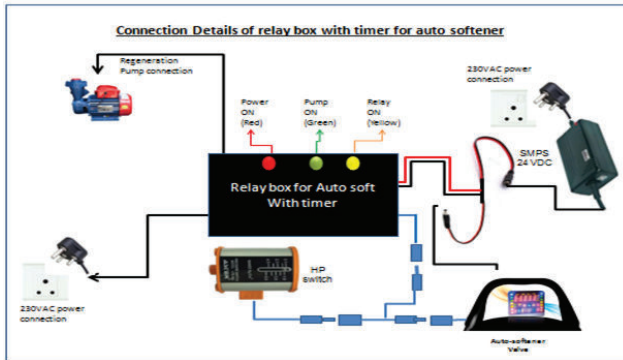 Connection Details of relay box with timer for auto softener
Regeneration
Pump connection
230VAC power
connection
Power
ON
(Red)
Pump
ON
(Green)
Relay
ON
(Yellow)
SMPS
24 VDC
Relay box for Auto soft
With timer
HP
switch
230VAC power
connection
Auto-softener
Valve